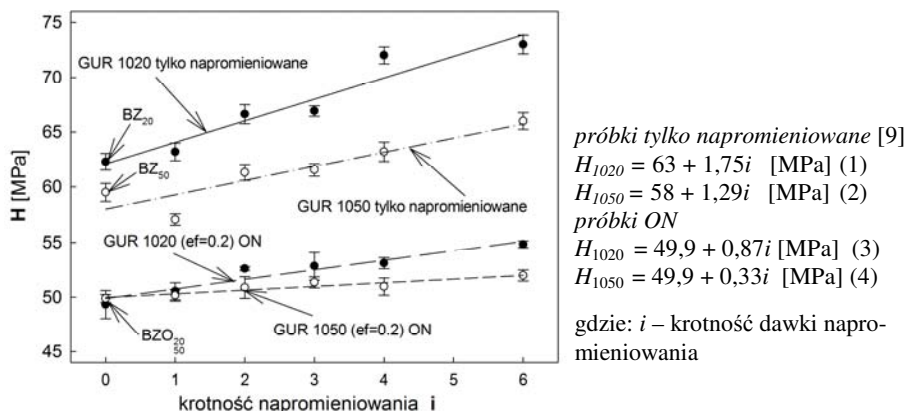 75
70
65
60
55
50
45
H [MPa]
GUR 1020 tylko napromieniowane
BZ20
BZ50
GUR 1050 tylko napromieniowane
GUR 1020 (ef=0.2) ON
GUR 1050 (ef=0.2) ON
BZO20
50
0 1 2 3 4 5 6
krotność napromieniowania i
próbki tylko napromieniowane [9]
H1020 = 63 + 1,75i [MPa] (1)
H1050 = 58 + 1,29i [MPa] (2)
próbki ON
H1020 = 49,9 + 0,87i [MPa] (3)
H1050 = 49,9 + 0,33i [MPa] (4)
gdzie: i – krotność dawki napro-
mieniowania